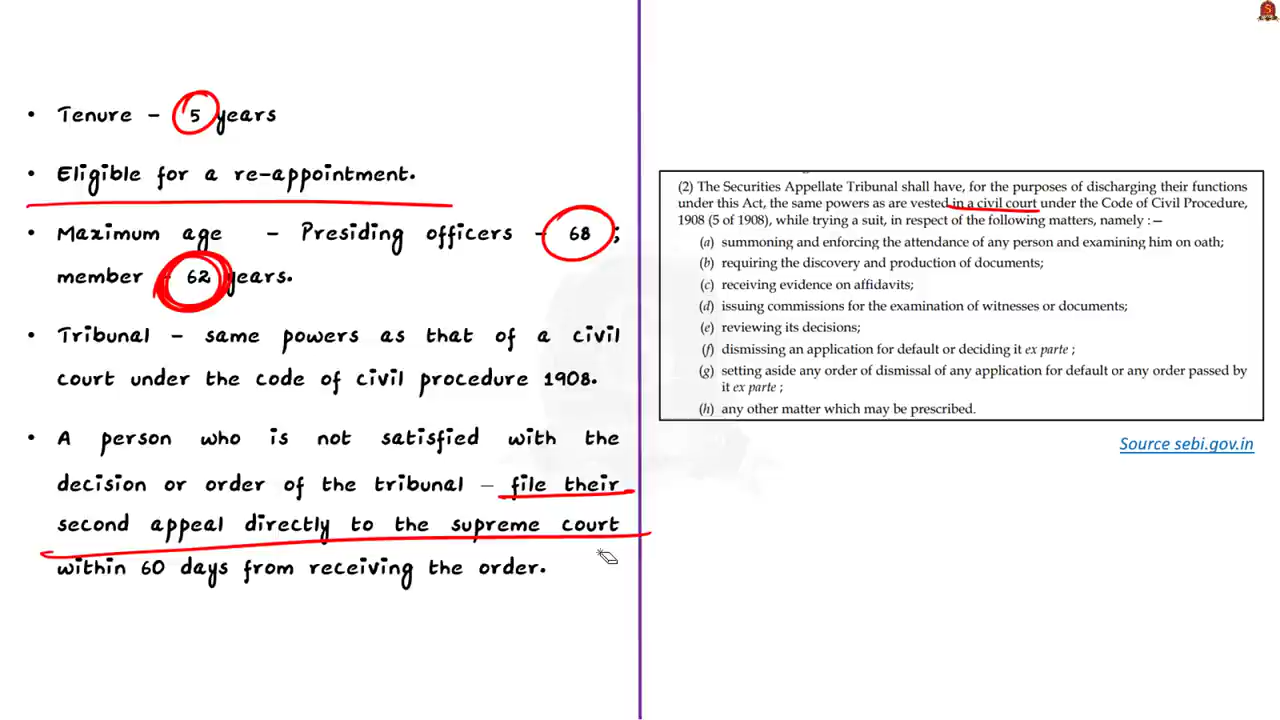 • Tenure – 5 years
• Eligible for a re-appointment.
• Maximum age – Presiding officers – 68 ;
member – 62 years.
• Tribunal – same powers as that of a civil
court under the code of civil procedure 1908.
• A person who is not satisfied with the
decision or order of the tribunal – file their
second appeal directly to the supreme court
within 60 days from receiving the order.
(2) The Securities Appellate Tribunal shall have, for the purposes of discharging their functions
under this Act, the same powers as are vested in a civil court under the Code of Civil Procedure,
1908 (5 of 1908), while trying a suit, in respect of the following matters, namely :—
(a) summoning and enforcing the attendance of any person and examining him on oath;
(b) requiring the discovery and production of documents;
(c) receiving evidence on affidavits;
(d) issuing commissions for the examination of witnesses or documents;
(e) reviewing its decisions;
(f) dismissing an application for default or deciding it ex parte ;
(g) setting aside any order of dismissal of any application for default or any order passed by
it ex parte ;
(h) any other matter which may be prescribed.
Source sebi.gov.in